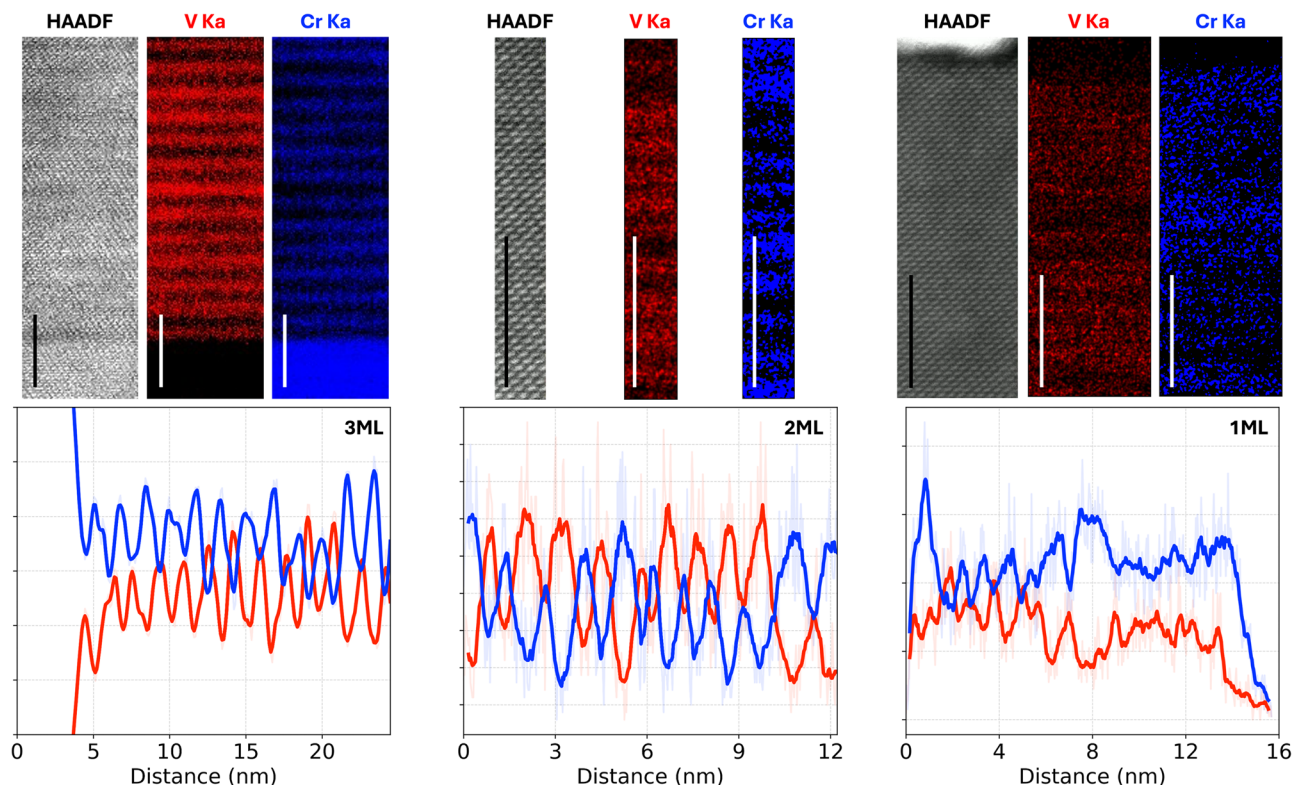 HAADF V Ka Cr Ka
HAADF V Ka Cr Ka
HAADF V Ka Cr Ka
3ML
0 5 10 15 20
Distance (nm)
2ML
0 3 6 9 12
Distance (nm)
1ML
0 4 8 12 16
Distance (nm)